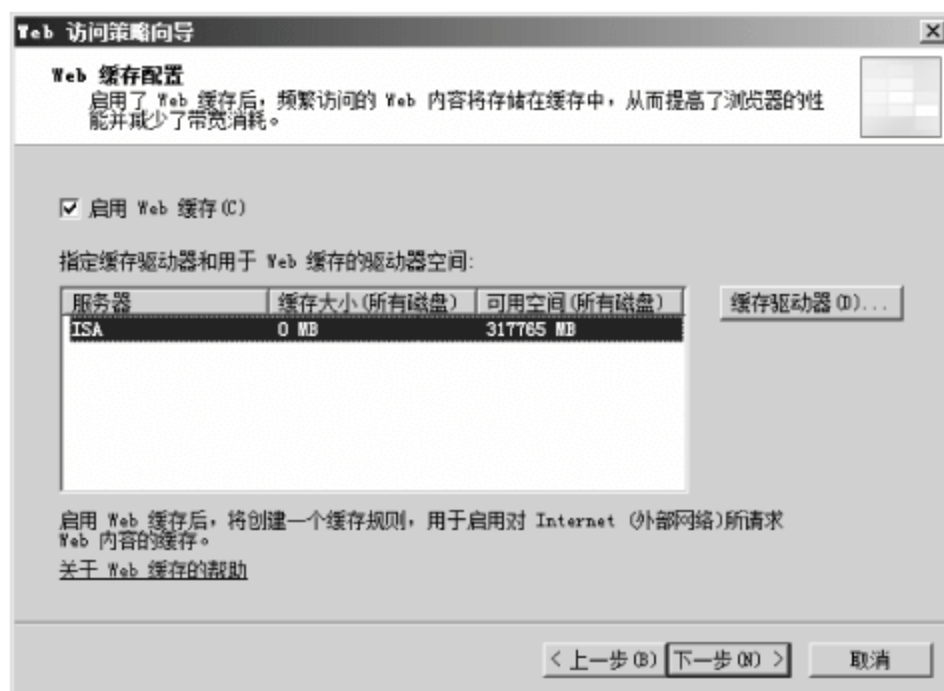 Web 访问策略向导
Web 缓存配置
启用了 Web 缓存后，频繁访问的 Web 内容将存储在缓存中，从而提高了浏览器的性
能并减少了带宽消耗。
启用 Web 缓存(C)
指定缓存驱动器和用于 Web 缓存的驱动器空间:
服务器 缓存大小(所有磁盘) 可用空间(所有磁盘) 缓存驱动器(D)...
ISA 0 MB 317765 MB
启用 Web 缓存后，将创建一个缓存规则，用于启用对 Internet (外部网络)所请求
Web 内容的缓存。
关于 Web 缓存的帮助
< 上一步(B) 下一步(N) > 取消